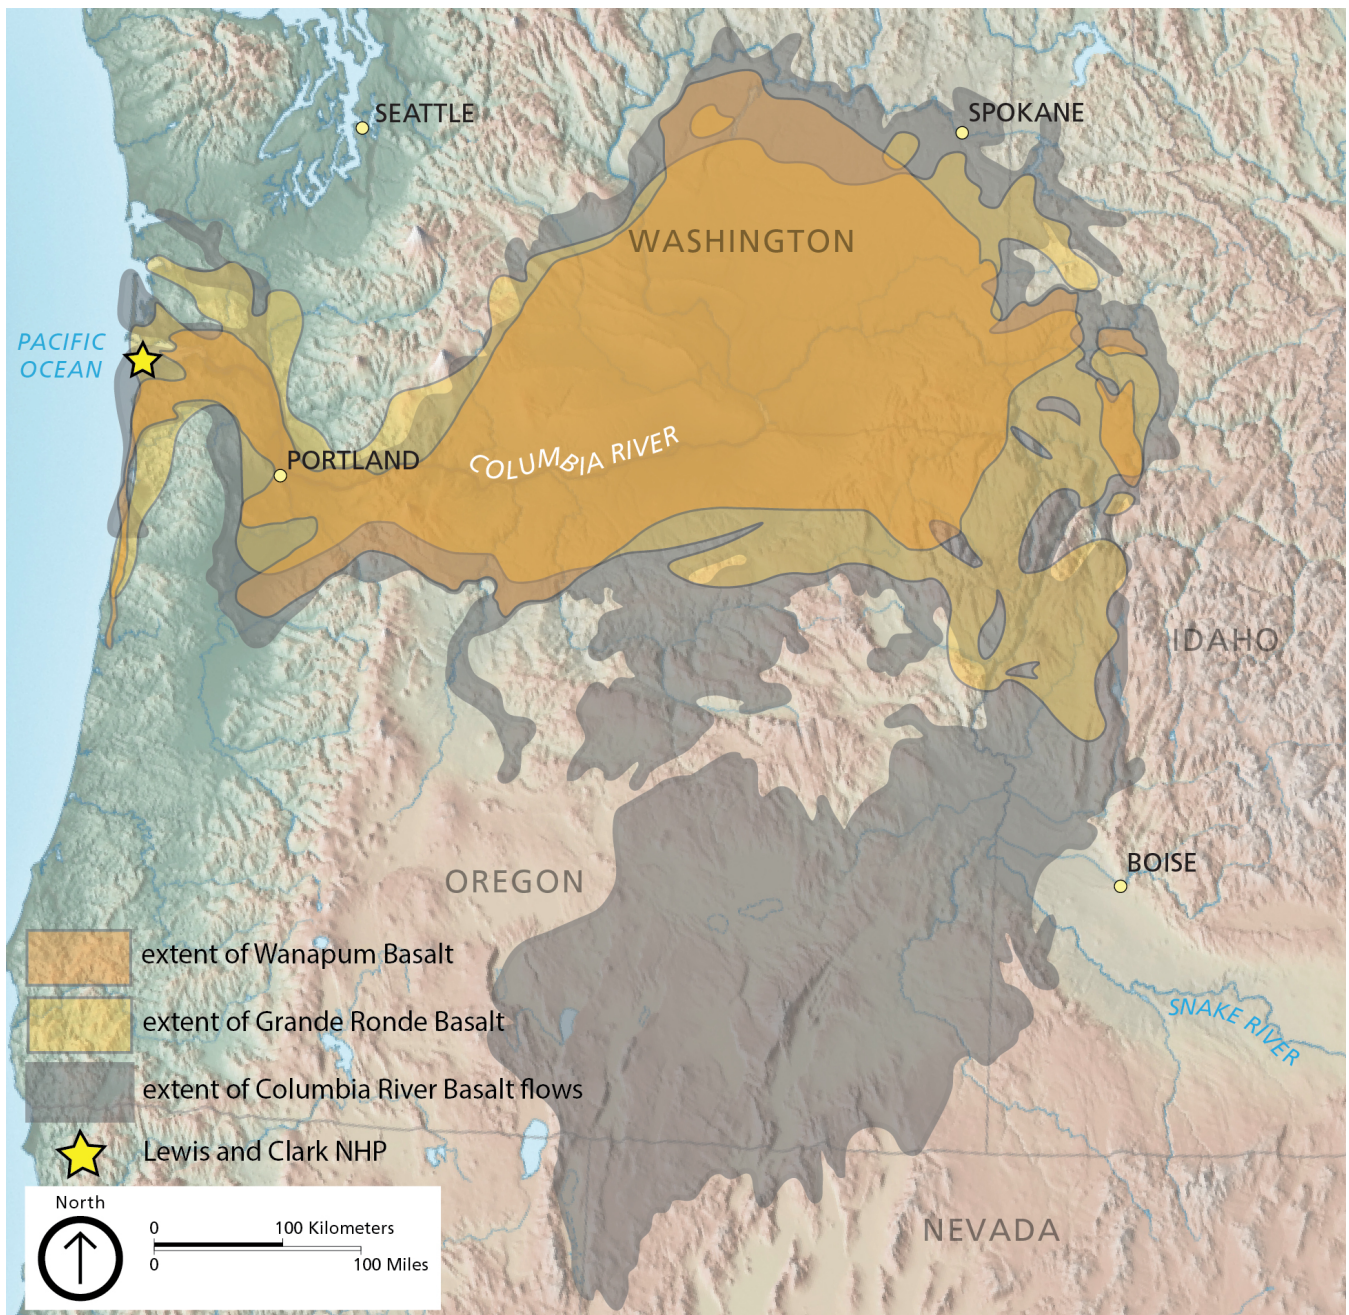 SEATTLE
SPOKANE
WASHINGTON
PACIFIC
OCEAN
COLUMBIA RIVER
PORTLAND
IDAHO
OREGON
BOISE
SNAKE RIVER
NEVADA
extent of Wanapum Basalt
extent of Grande Ronde Basalt
extent of Columbia River Basalt flows
Lewis and Clark NHP
North
0 100 Kilometers
0 100 Miles